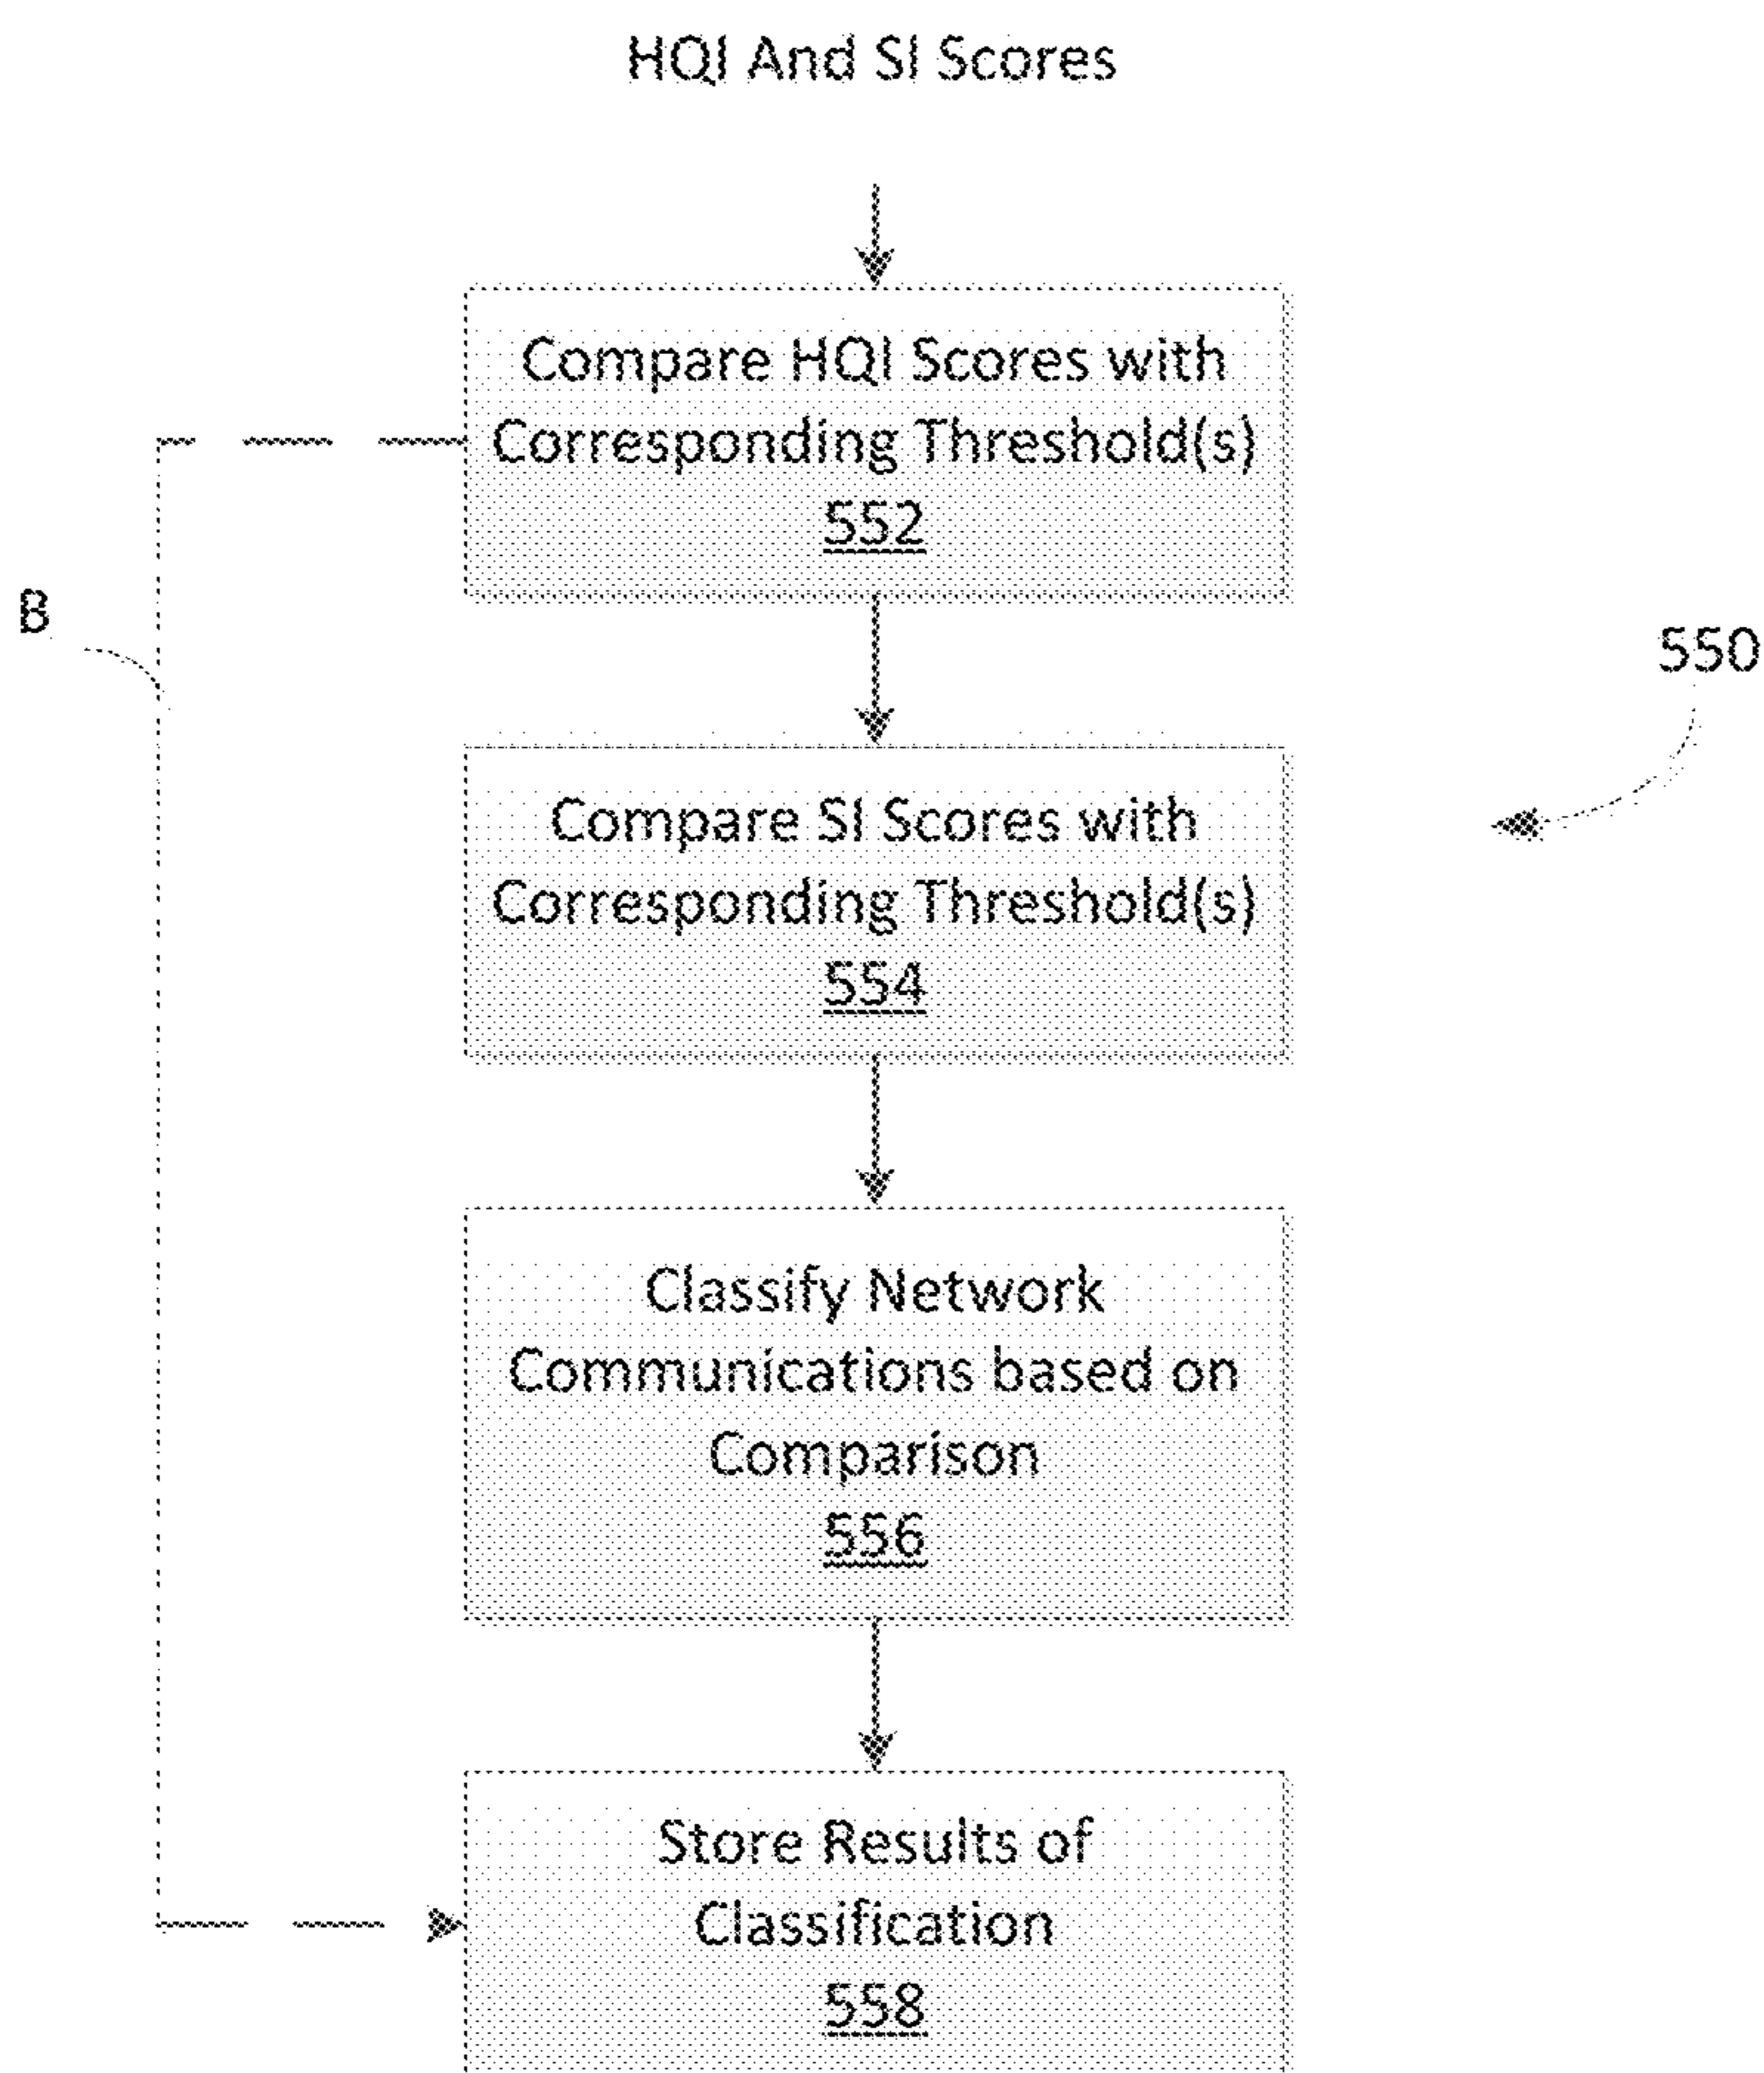 HQI And SI Scores
Compare HQI Scores with
Corresponding Threshold(s)
552
B
550
Compare SI Scores with
Corresponding Threshold(s)
554
Classify Network
Communications based on
Comparison
556
Store Results of
Classification
558